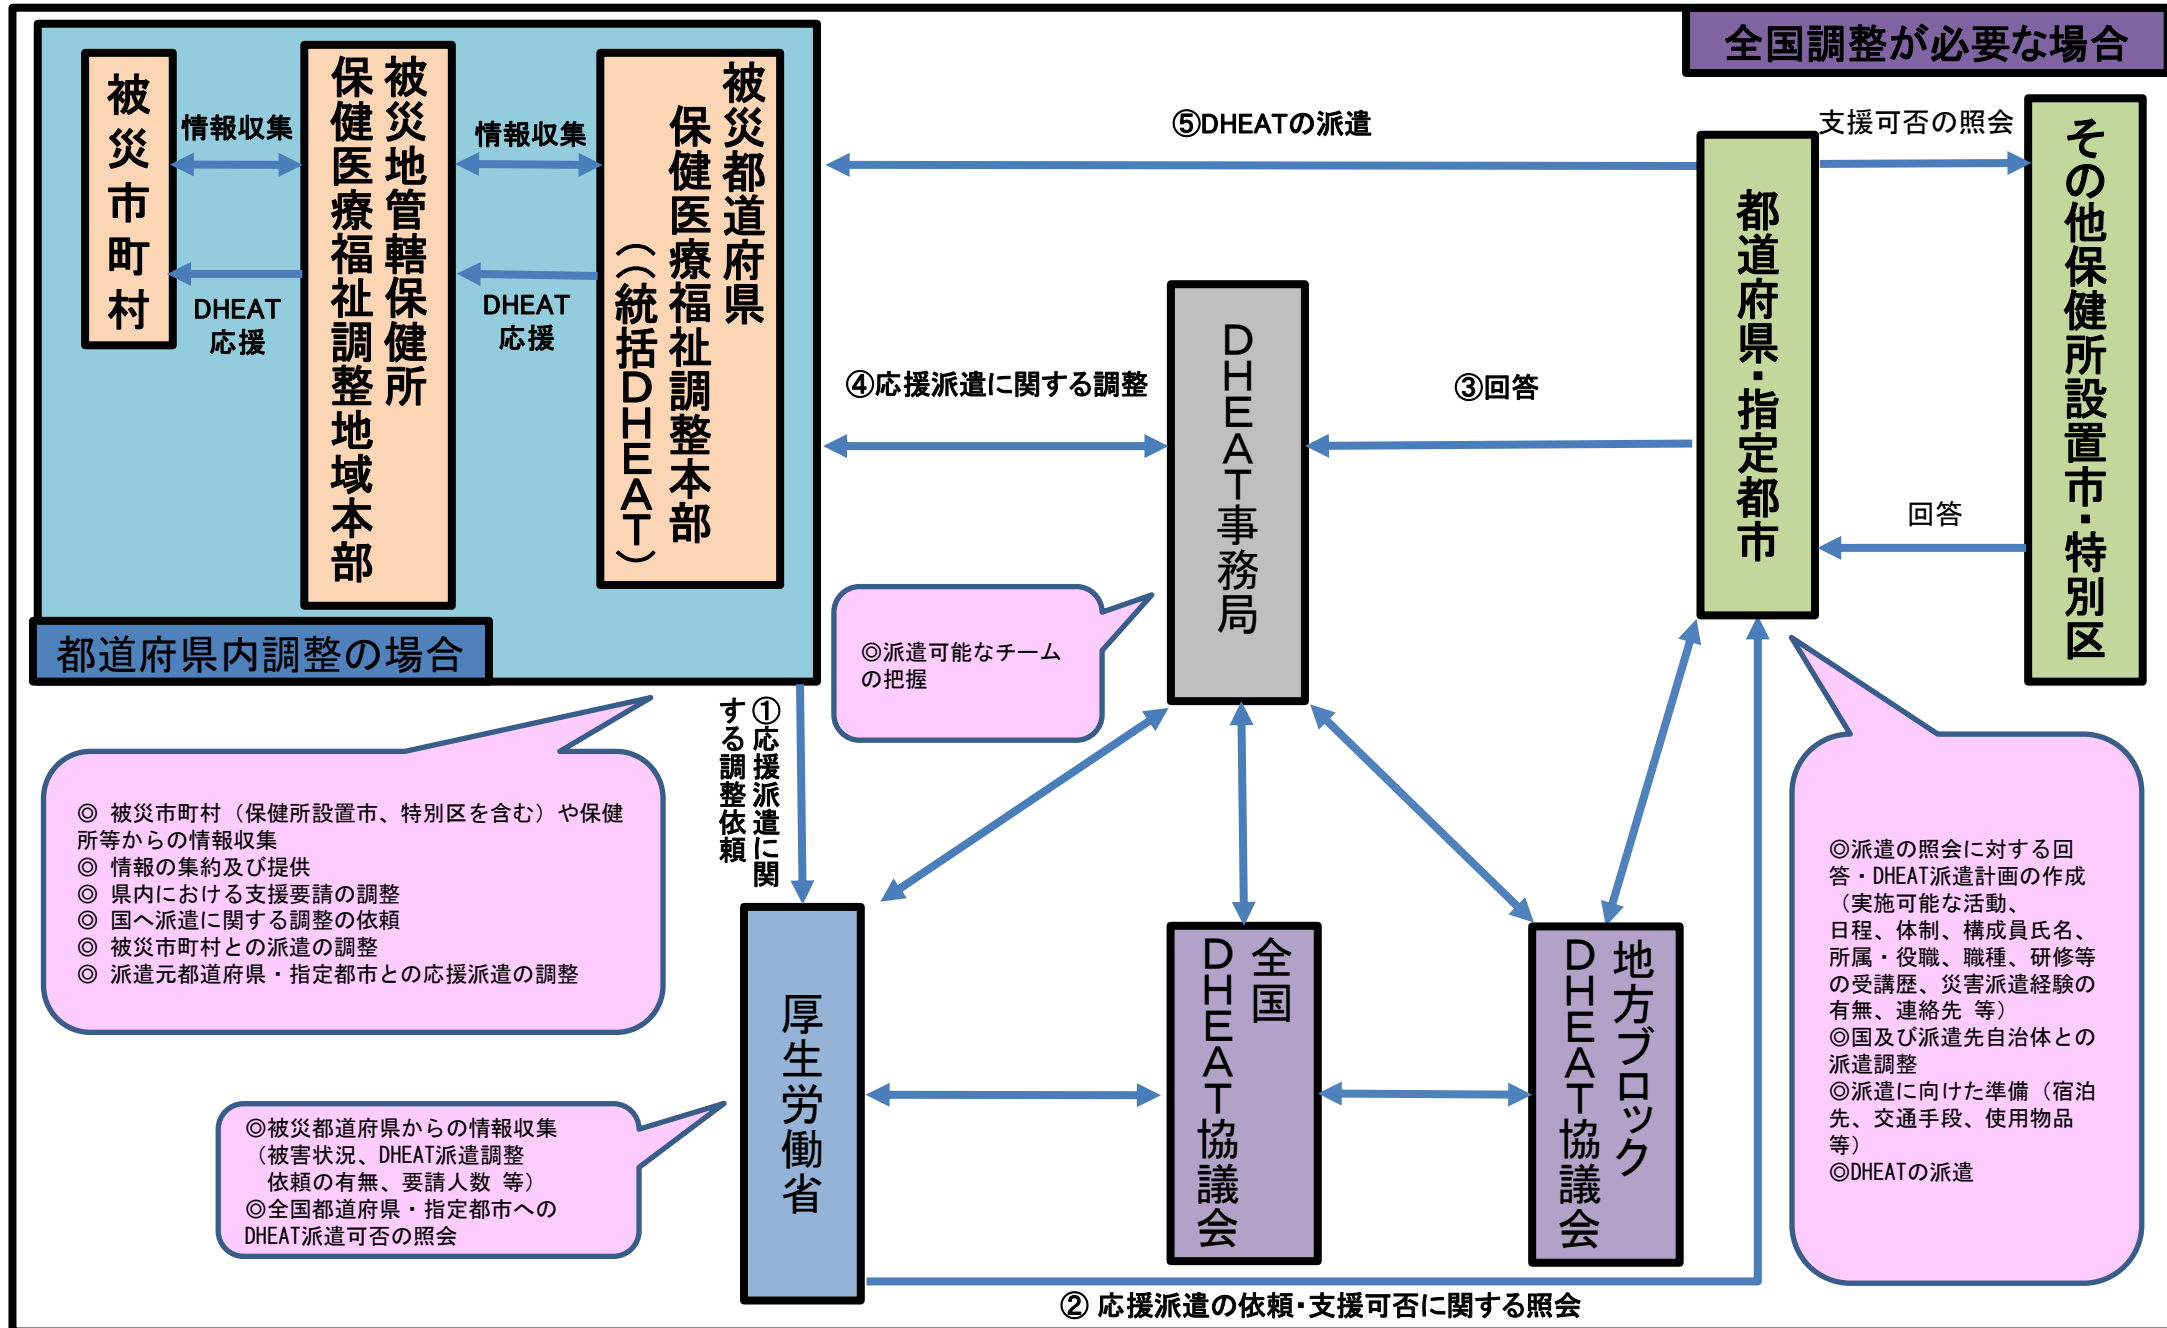 全国調整が必要な場合
被災市町村
情報収集
DHEAT
応援
被災地管轄保健所
保健医療福祉調整地域本部
情報収集
DHEAT
応援
被災都道府県
保健医療福祉調整本部
（（統括DHEAT）
都道府県内調整の場合
⑤DHEATの派遣
④応援派遣に関する調整
DHEAT事務局
③回答
都道府県・指定都市
支援可否の照会
回答
その他保健所設置市・特別区
◎派遣可能なチーム
の把握
①応援派遣に関
する調整依頼
◎ 被災市町村（保健所設置市、特別区を含む）や保健
所等からの情報収集
◎ 情報の集約及び提供
◎ 県内における支援要請の調整
◎ 国へ派遣に関する調整の依頼
◎ 被災市町村との派遣の調整
◎ 派遣元都道府県・指定都市との応援派遣の調整
◎被災都道府県からの情報収集
（被害状況、DHEAT派遣調整
依頼の有無、要請人数 等）
◎全国都道府県・指定都市への
DHEAT派遣可否の照会
厚生労働省
全国
DHEAT協議会
地方ブロック
DHEAT協議会
◎派遣の照会に対する回
答・DHEAT派遣計画の作成
（実施可能な活動、
日程、体制、構成員氏名、
所属・役職、職種、研修等
の受講歴、災害派遣経験の
有無、連絡先 等）
◎国及び派遣先自治体との
派遣調整
◎派遣に向けた準備（宿泊
先、交通手段、使用物品
等）
◎DHEATの派遣
② 応援派遣の依頼・支援可否に関する照会